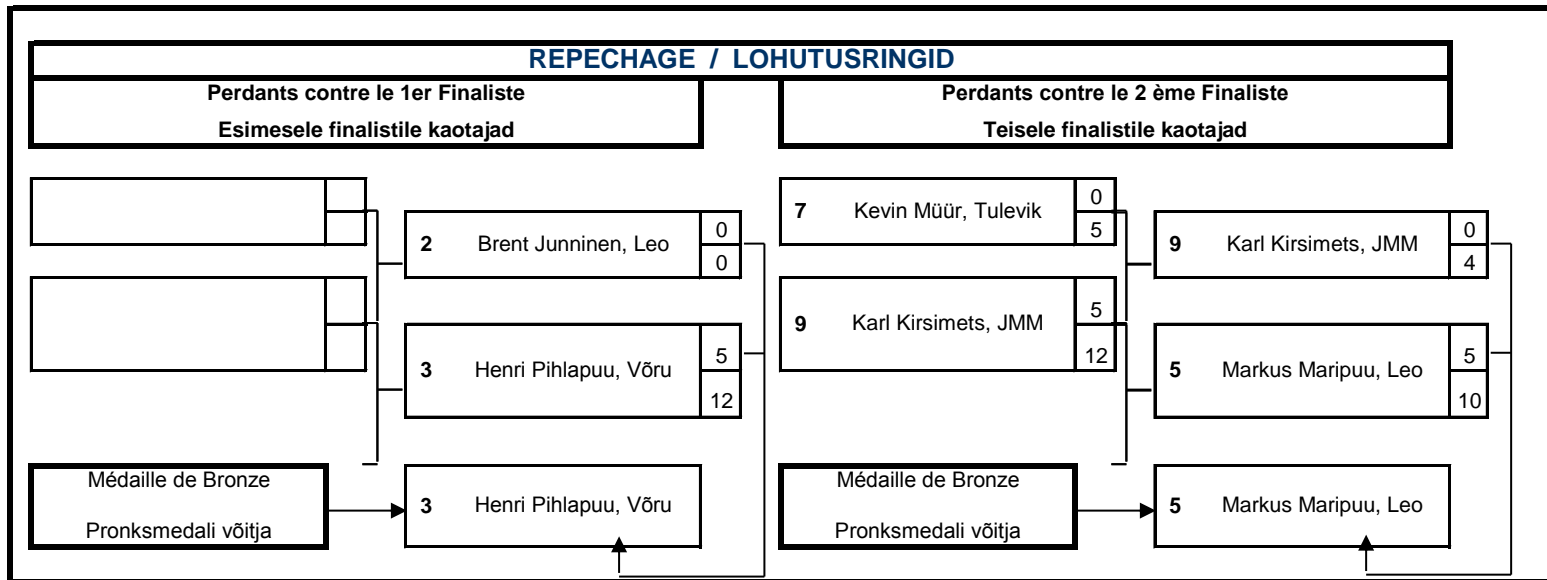 REPECHAGE / LOHUTUSRINGID
Perdants contre le 1er Finaliste
Esimesele finalistile kaotajad
Perdants contre le 2 ème Finaliste
Teisele finalistile kaotajad
2 Brent Junninen, Leo 0
0
3 Henri Pihlapuu, Võru 5
12
Médaille de Bronze
Pronksmedali võitja
3 Henri Pihlapuu, Võru
7 Kevin Müür, Tulevik 0
5
9 Karl Kirsimets, JMM 5
12
9 Karl Kirsimets, JMM 0
4
5 Markus Maripuu, Leo 5
10
Médaille de Bronze
Pronksmedali võitja
5 Markus Maripuu, Leo